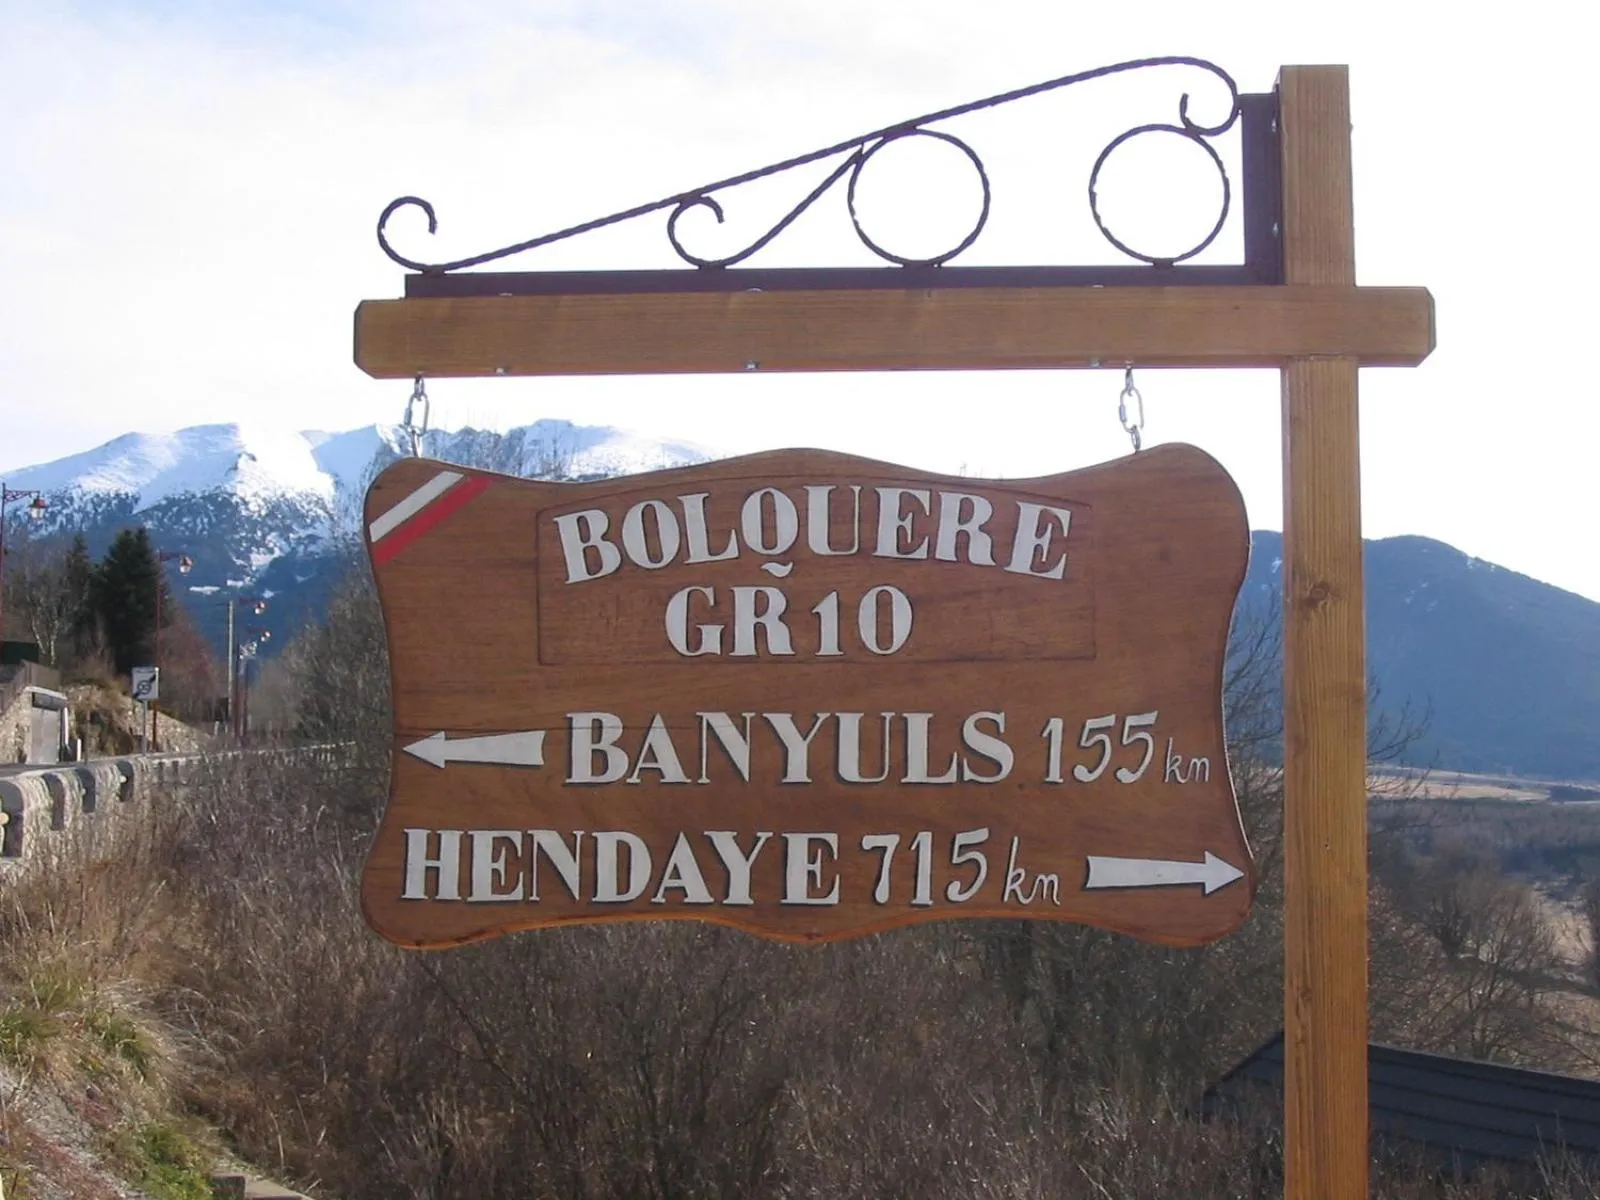 BOLQUERE
GR10
BANYULS 155 km
HENDAYE 715 km